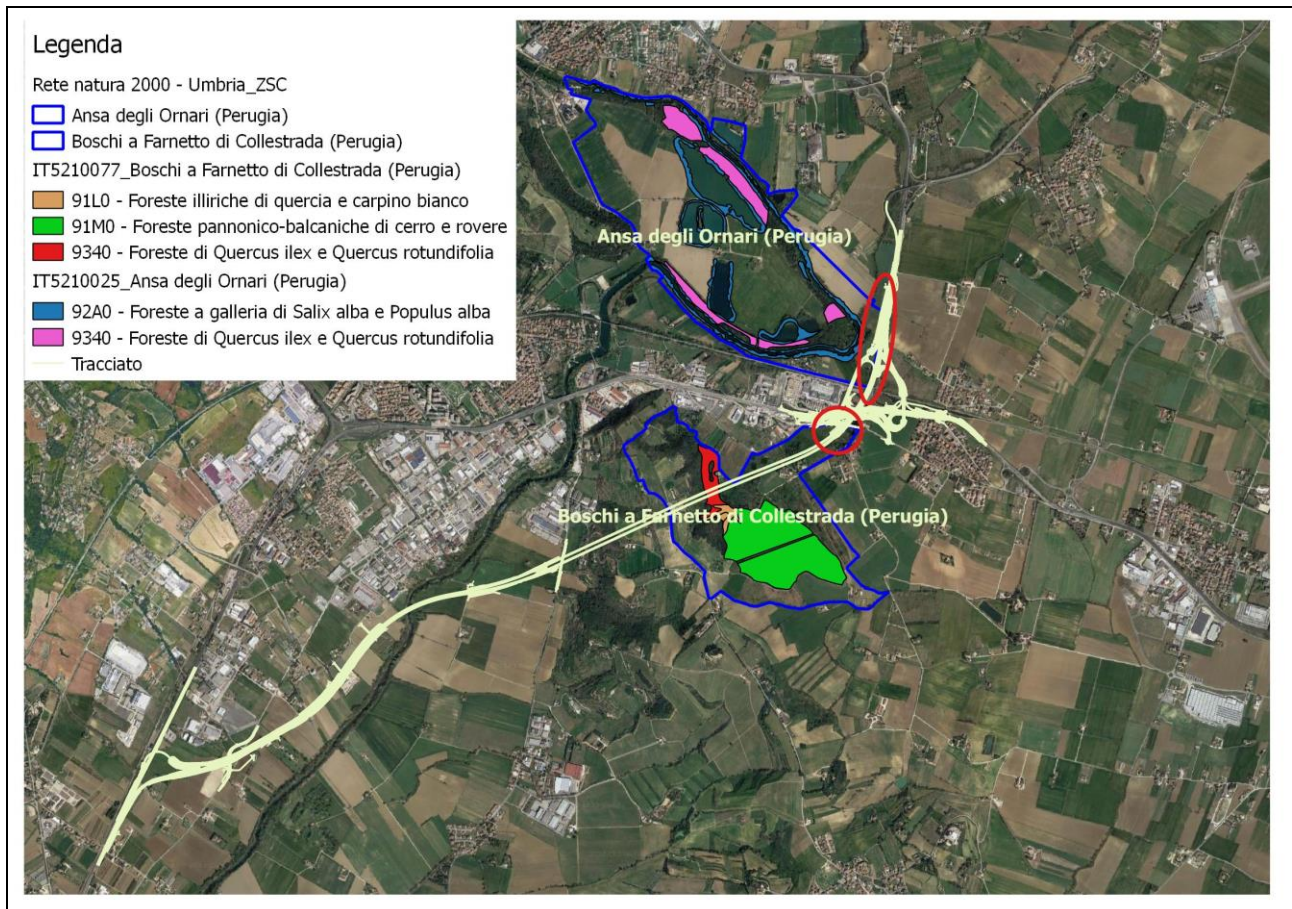 Legenda
Rete natura 2000 - Umbria_ZSC
Ansa degli Ornari (Perugia)
Boschi a Farnetto di Collestrada (Perugia)
IT5210077_Boschi a Farnetto di Collestrada (Perugia)
91L0 - Foreste illiriche di quercia e carpino bianco
91M0 - Foreste pannonico-balcaniche di cerro e rovere
9340 - Foreste di Quercus ilex e Quercus rotundifolia
IT5210025_Ansa degli Ornari (Perugia)
92A0 - Foreste a galleria di Salix alba e Populus alba
9340 - Foreste di Quercus ilex e Quercus rotundifolia
Tracciato
Ansa degli Ornari (Perugia)
Boschi a Farnetto di Collestrada (Perugia)